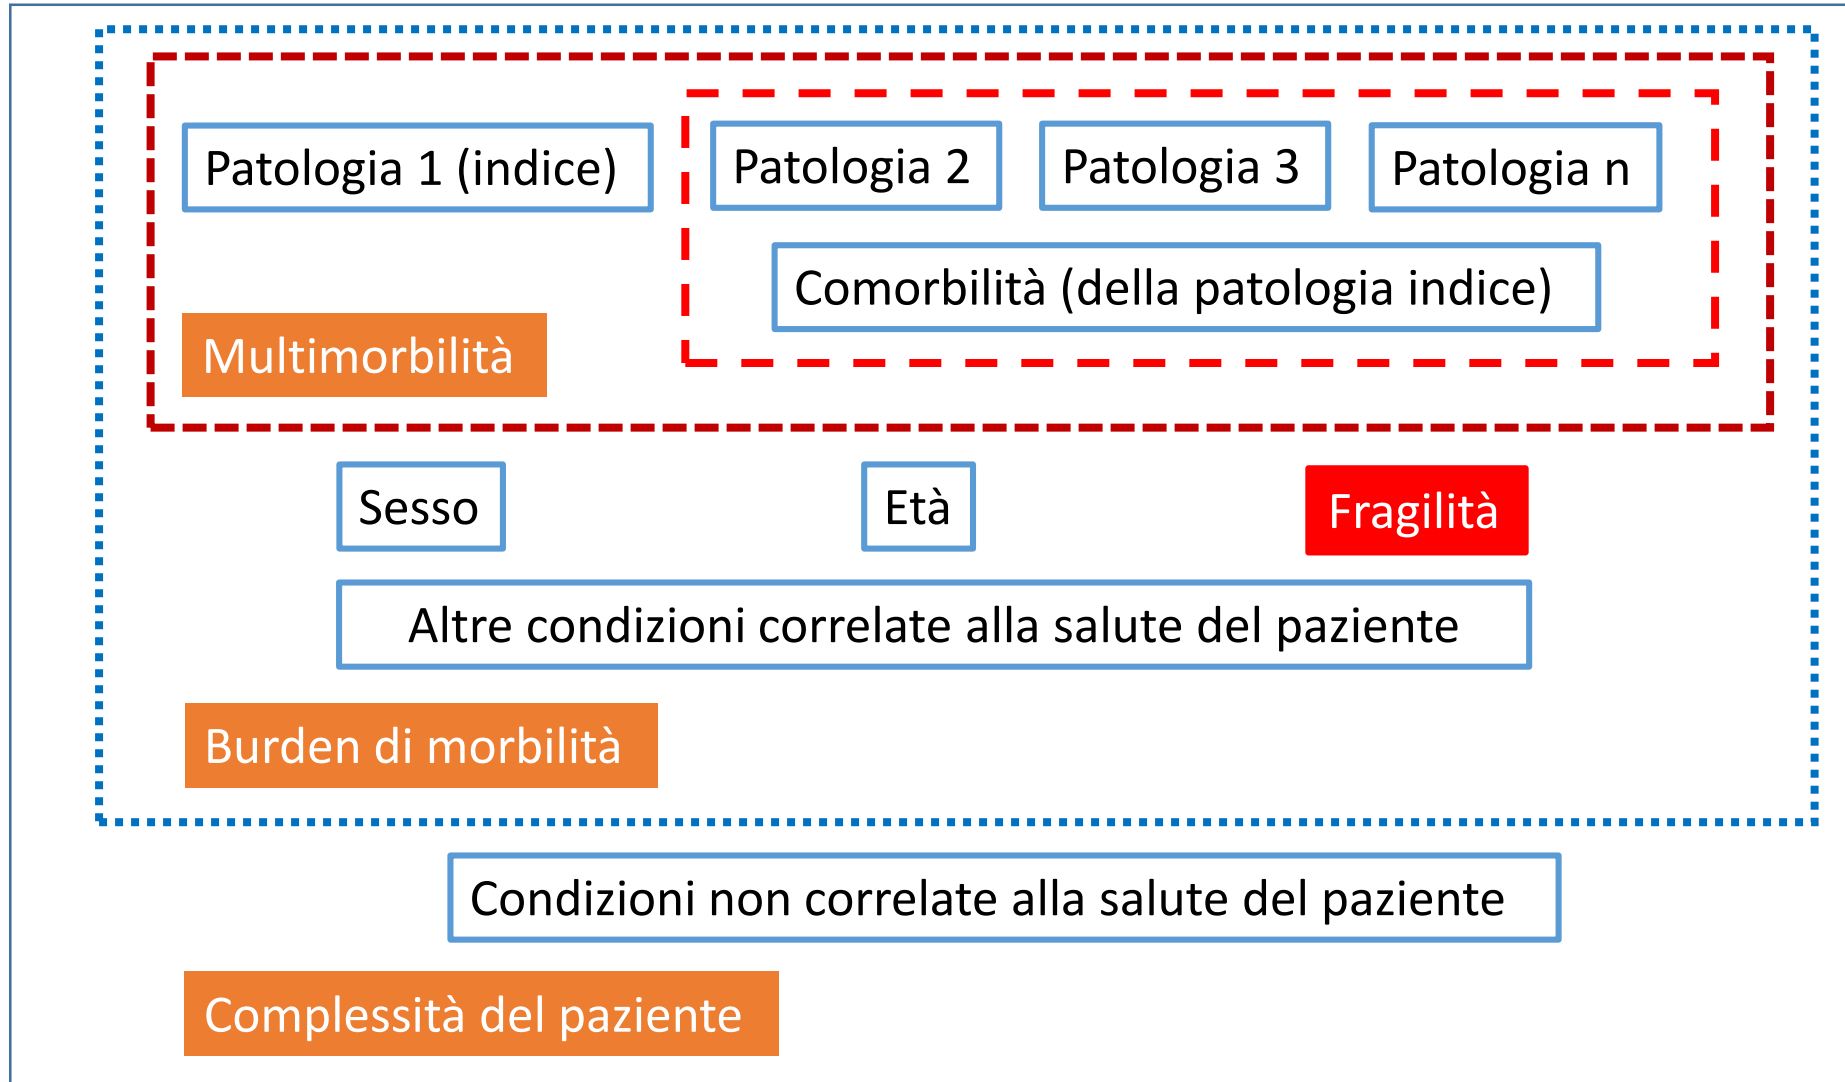 Patologia 1 (indice)
Patologia 2
Patologia 3
Patologia n
Comorbilità (della patologia indice)
Multimorbilità
Sesso
Età
Fragilità
Altre condizioni correlate alla salute del paziente
Burden di morbilità
Condizioni non correlate alla salute del paziente
Complessità del paziente